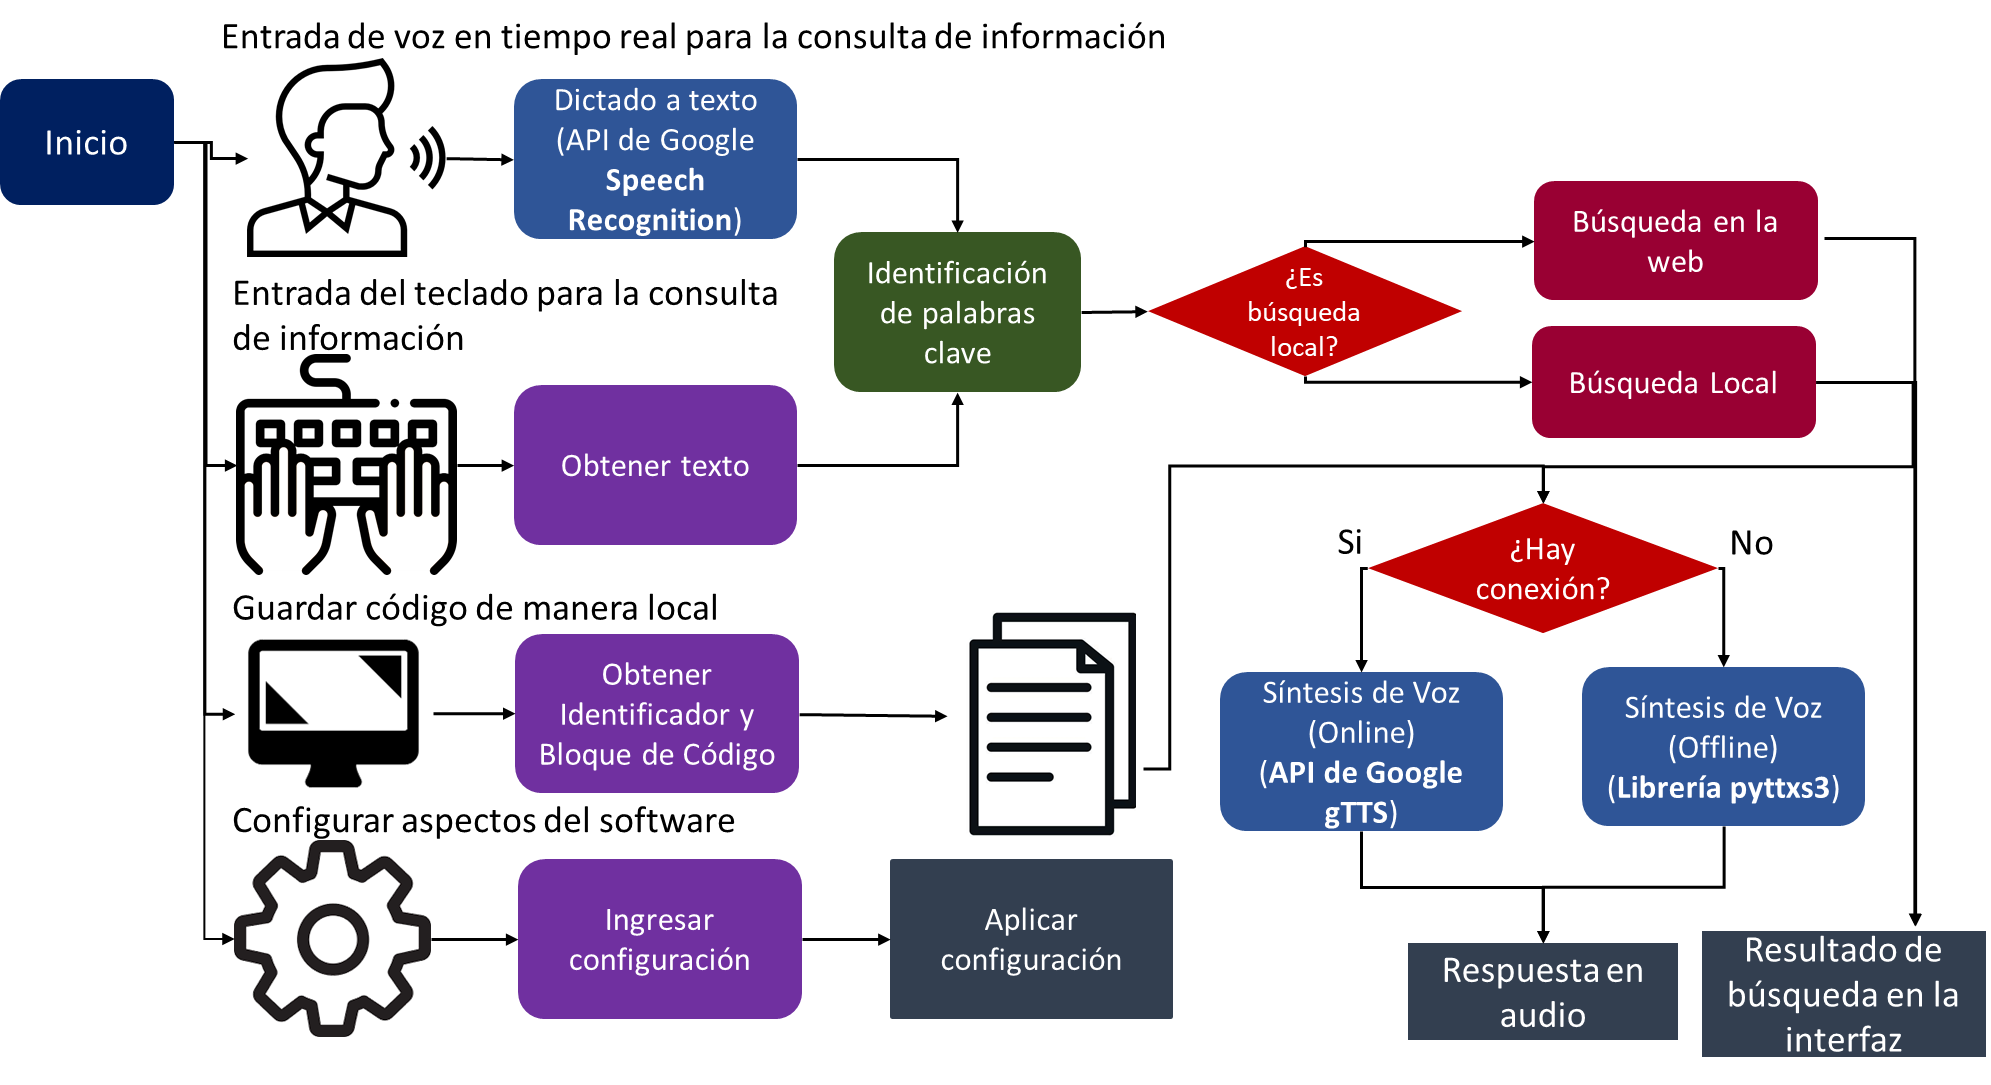 Entrada de voz en tiempo real para la consulta de información
Inicio
Dictado a texto
(API de Google
Speech
Recognition)
Entrada del teclado para la consulta
de información
Obtener texto
Identificación
de palabras
clave
¿Es
búsqueda
local?
Búsqueda en la
web
Búsqueda Local
Guardar código de manera local
Obtener
Identificador y
Bloque de Código
Si
¿Hay
conexión?
No
Síntesis de Voz
(Online)
(API de Google
gTTS)
Síntesis de Voz
(Offline)
(Librería pyttxs3)
Configurar aspectos del software
Ingresar
configuración
Aplicar
configuración
Respuesta en
audio
Resultado de
búsqueda en la
interfaz